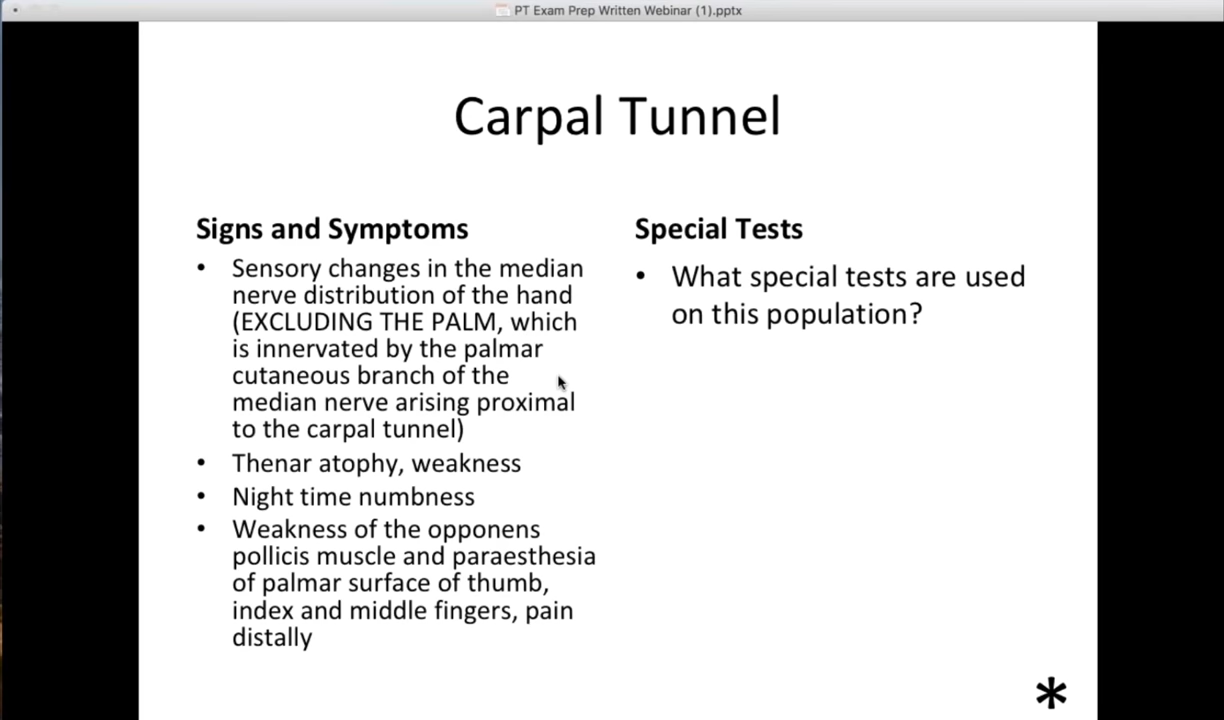 PT Exam Prep Written Webinar (1).pptx
Carpal Tunnel
Signs and Symptoms
• Sensory changes in the median
nerve distribution of the hand
(EXCLUDING THE PALM, which
is innervated by the palmar
cutaneous branch of the
median nerve arising proximal
to the carpal tunnel)
• Thenar atophy, weakness
• Night time numbness
• Weakness of the opponens
pollicis muscle and paraesthesia
of palmar surface of thumb,
index and middle fingers, pain
distally
Special Tests
• What special tests are used
on this population?
*